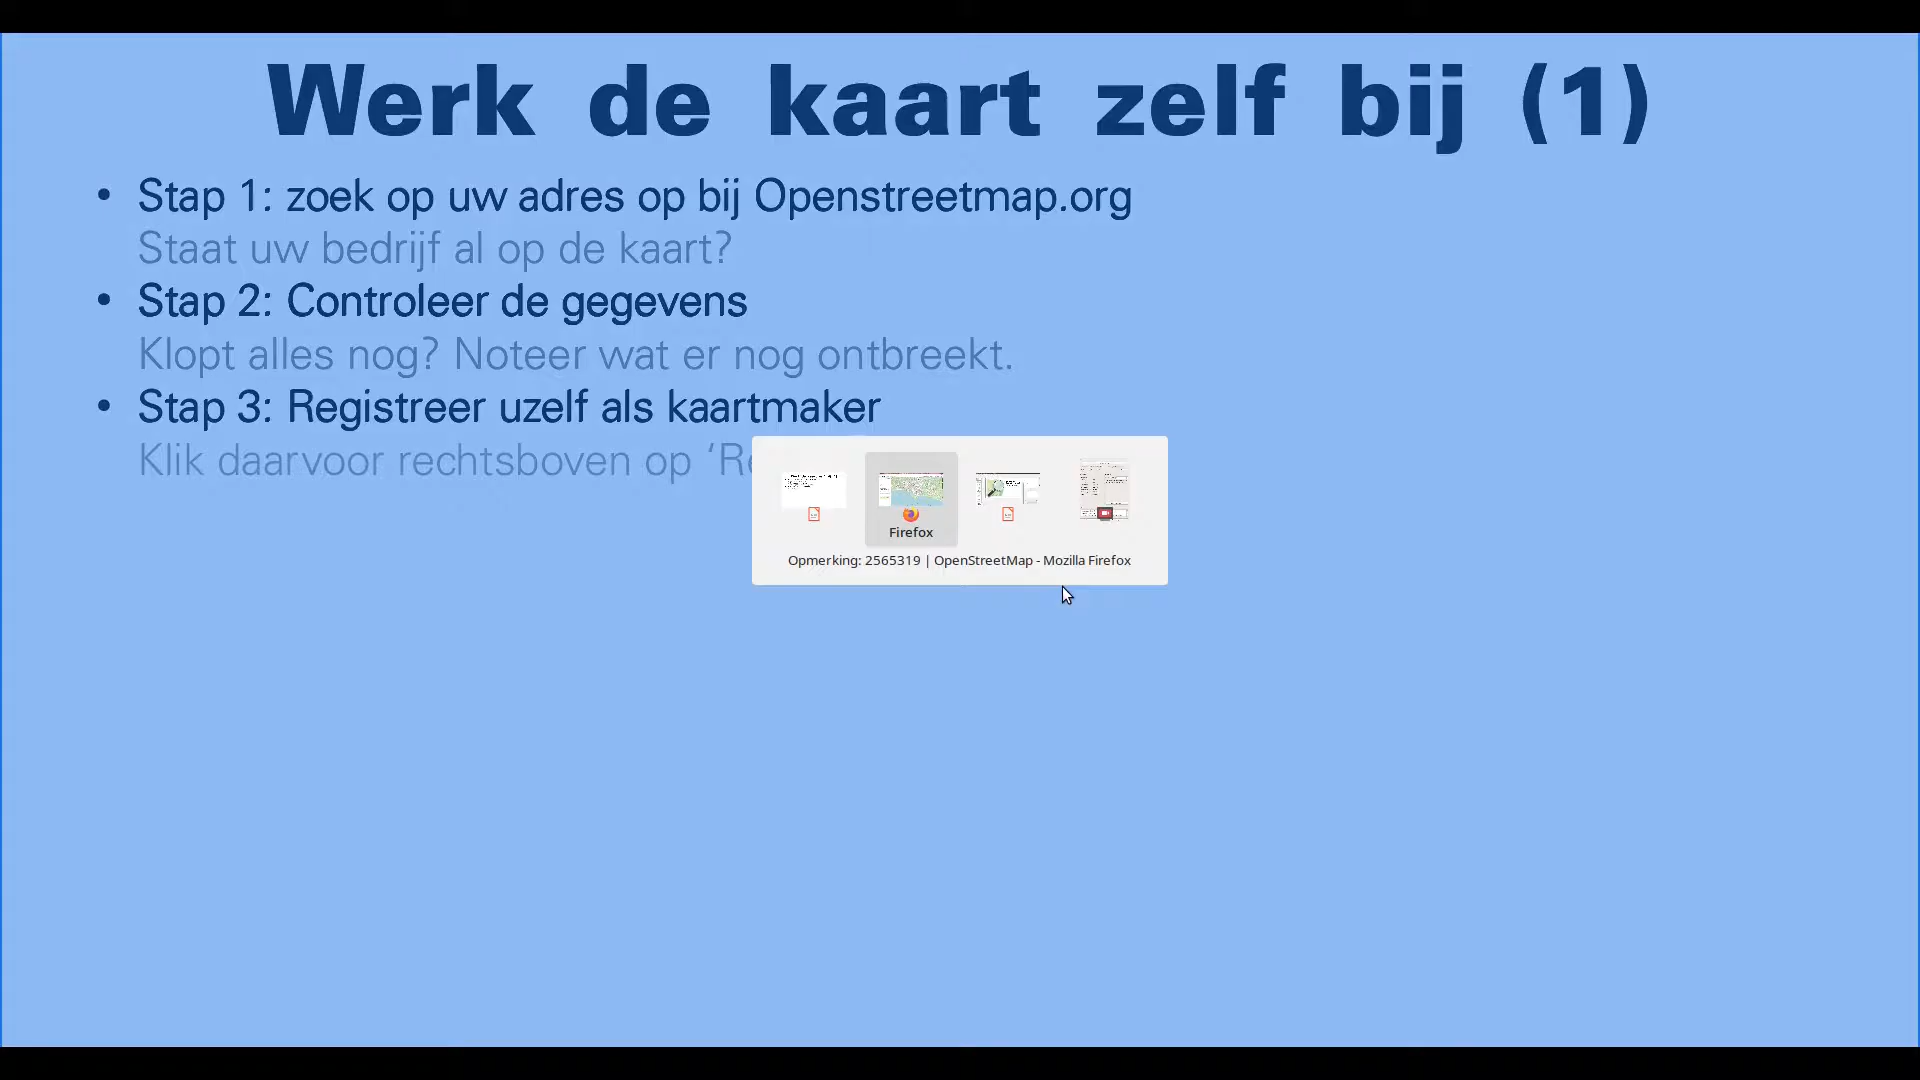 Werk de kaart zelf bij (1)
• Stap 1: zoek op uw adres op bij Openstreetmap.org
Staat uw bedrijf al op de kaart?
• Stap 2: Controleer de gegevens
Klopt alles nog? Noteer wat er nog ontbreekt.
• Stap 3: Registreer uzelf als kaartmaker
Klik daarvoor rechtsboven op
Firefox
Opmerking: 2565319 | OpenStreetMap - Mozilla Firefox